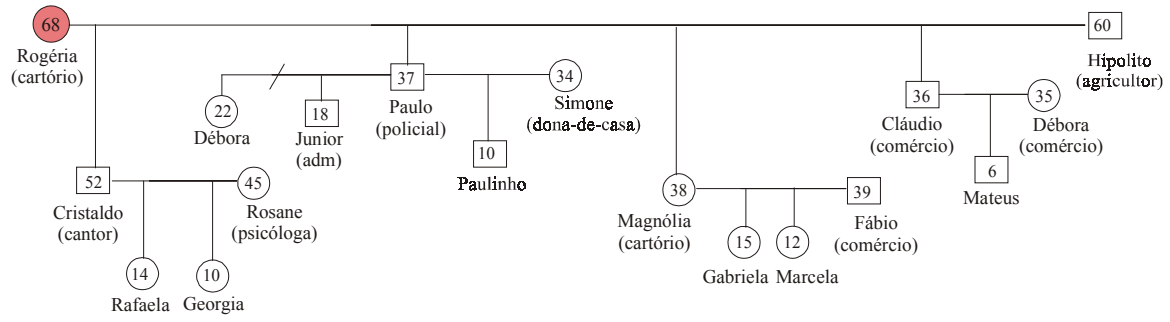 68
Rogéria
(cartório)
60
Hipolito
(agricultor)
22
Débora
18
Junior
(adm)
37
Paulo
(policial)
34
Simone
(dona-de-casa)
10
Paulinho
36
Cláudio
(comércio)
35
Débora
(comércio)
6
Mateus
52
Cristaldo
(cantor)
45
Rosane
(psicóloga)
14
Rafaela
10
Georgia
38
Magnólia
(cartório)
39
Fábio
(comércio)
15
Gabriela
12
Marcela